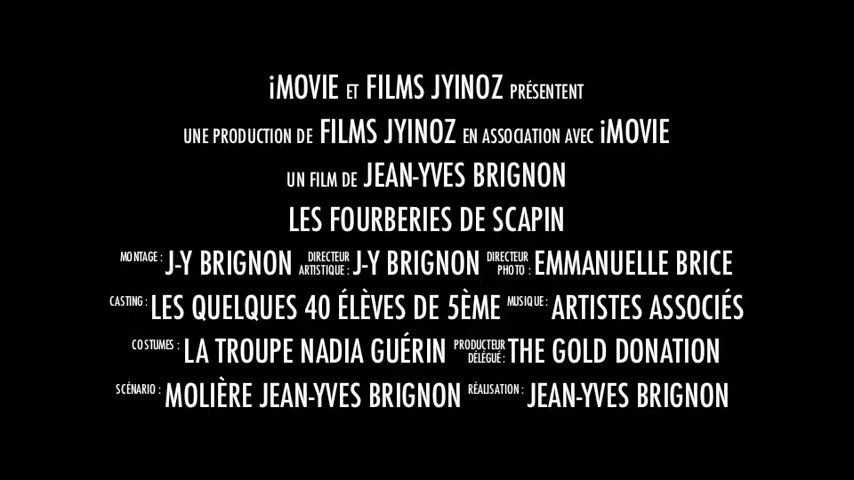 iMOVIE ET FILMS JYINOZ PRÉSENTENT
UNE PRODUCTION DE FILMS JYINOZ EN ASSOCIATION AVEC iMOVIE
UN FILM DE JEAN-YVES BRIGNON
LES FOURBERIES DE SCAPIN
MONTAGE : J-Y BRIGNON DIRECTEUR ARTISTIQUE : J-Y BRIGNON DIRECTEUR PHOTO : EMMANUELLE BRICE
CASTING : LES QUELQUES 40 ÉLÈVES DE 5ÈME MUSIQUE : ARTISTES ASSOCIÉS
COSTUMES : LA TROUPE NADIA GUÉRIN PRODUCTEUR DÉLÉGUÉ : THE GOLD DONATION
SCÉNARIO : MOLIÈRE JEAN-YVES BRIGNON RÉALISATION : JEAN-YVES BRIGNON